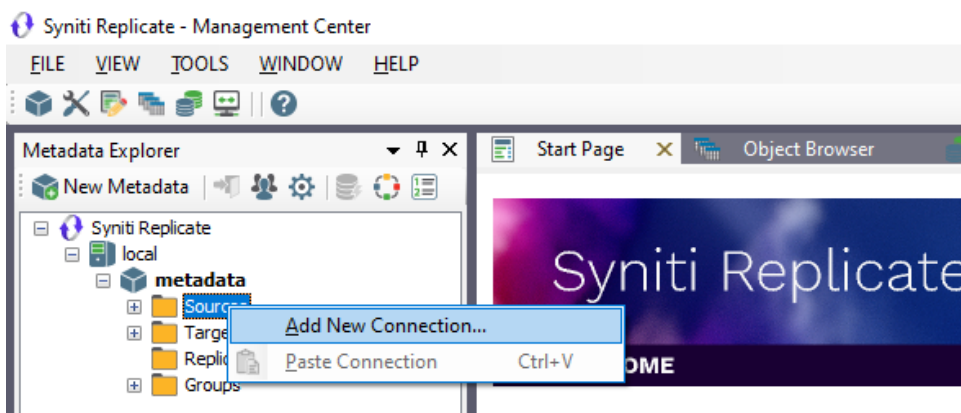 Syniti Replicate - Management Center
FILE VIEW TOOLS WINDOW HELP
Metadata Explorer
Start Page
Object Browser
New Metadata
Syniti Replicate
local
metadata
Sources
Add New Connection...
Paste Connection Ctrl+V
Groups
Syniti Replicate
OME